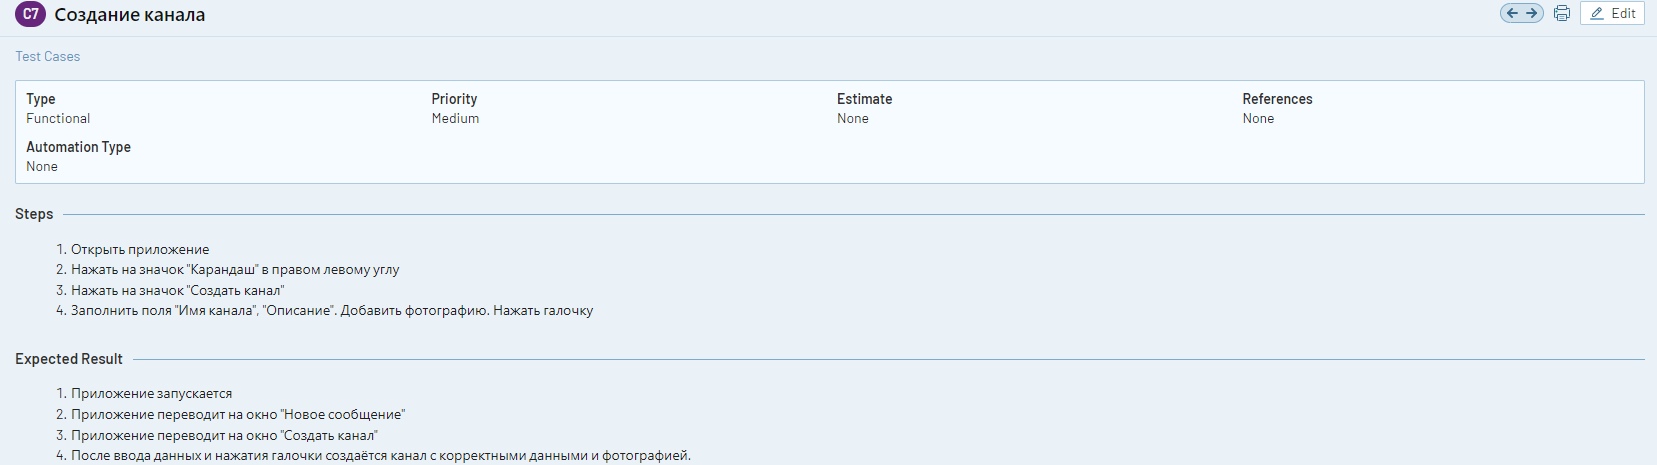 C7 Создание канала
Edit
Test Cases
Type Priority Estimate References
Functional Medium None None
Automation Type
None
Steps
1. Открыть приложение
2. Нажать на значок "Карандаш" в правом левому углу
3. Нажать на значок "Создать канал"
4. Заполнить поля "Имя канала", "Описание". Добавить фотографию. Нажать галочку
Expected Result
1. Приложение запускается
2. Приложение переводит на окно "Новое сообщение"
3. Приложение переводит на окно "Создать канал"
4. После ввода данных и нажатия галочки создаётся канал с корректными данными и фотографией.